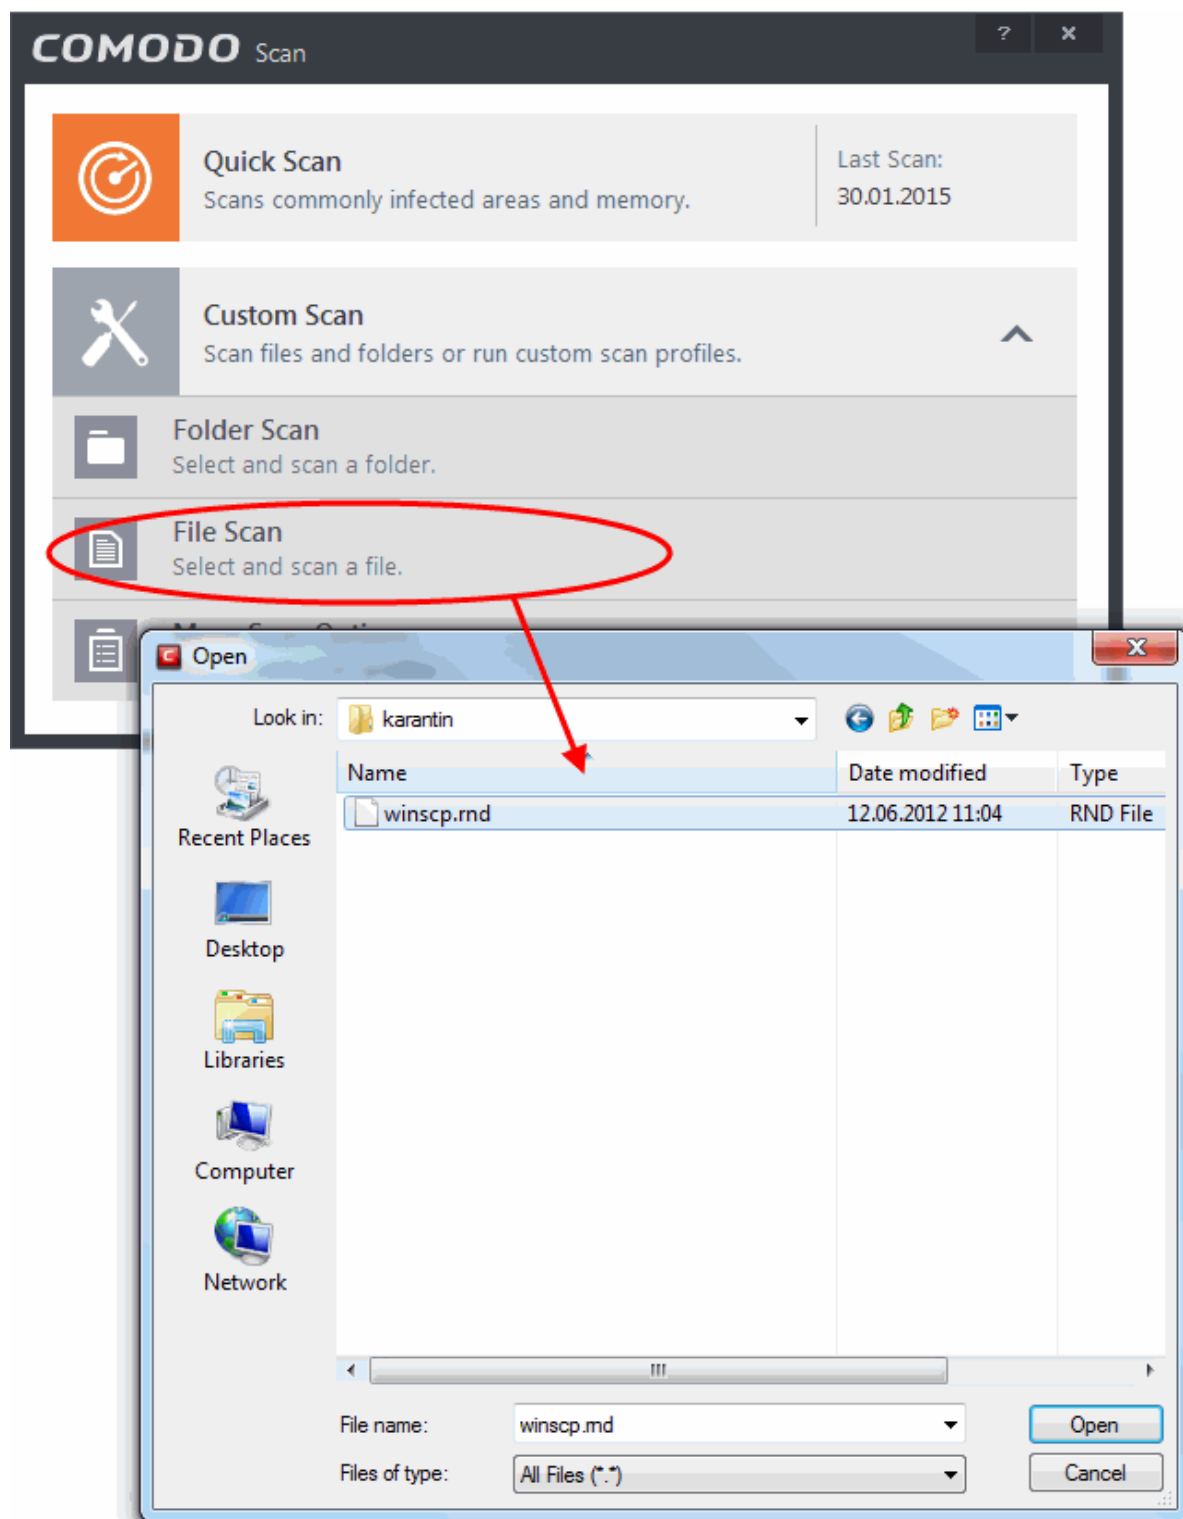 COMODO Scan
? ×
Quick Scan
Scans commonly infected areas and memory.
Last Scan:
30.01.2015
Custom Scan
Scan files and folders or run custom scan profiles.
Folder Scan
Select and scan a folder.
File Scan
Select and scan a file.
Open
Look in: karantin
Name Date modified Type
winscp.rnd 12.06.2012 11:04 RND File
Recent Places
Desktop
Libraries
Computer
Network
File name: winscp.rnd Open
Files of type: All Files (*.*) Cancel